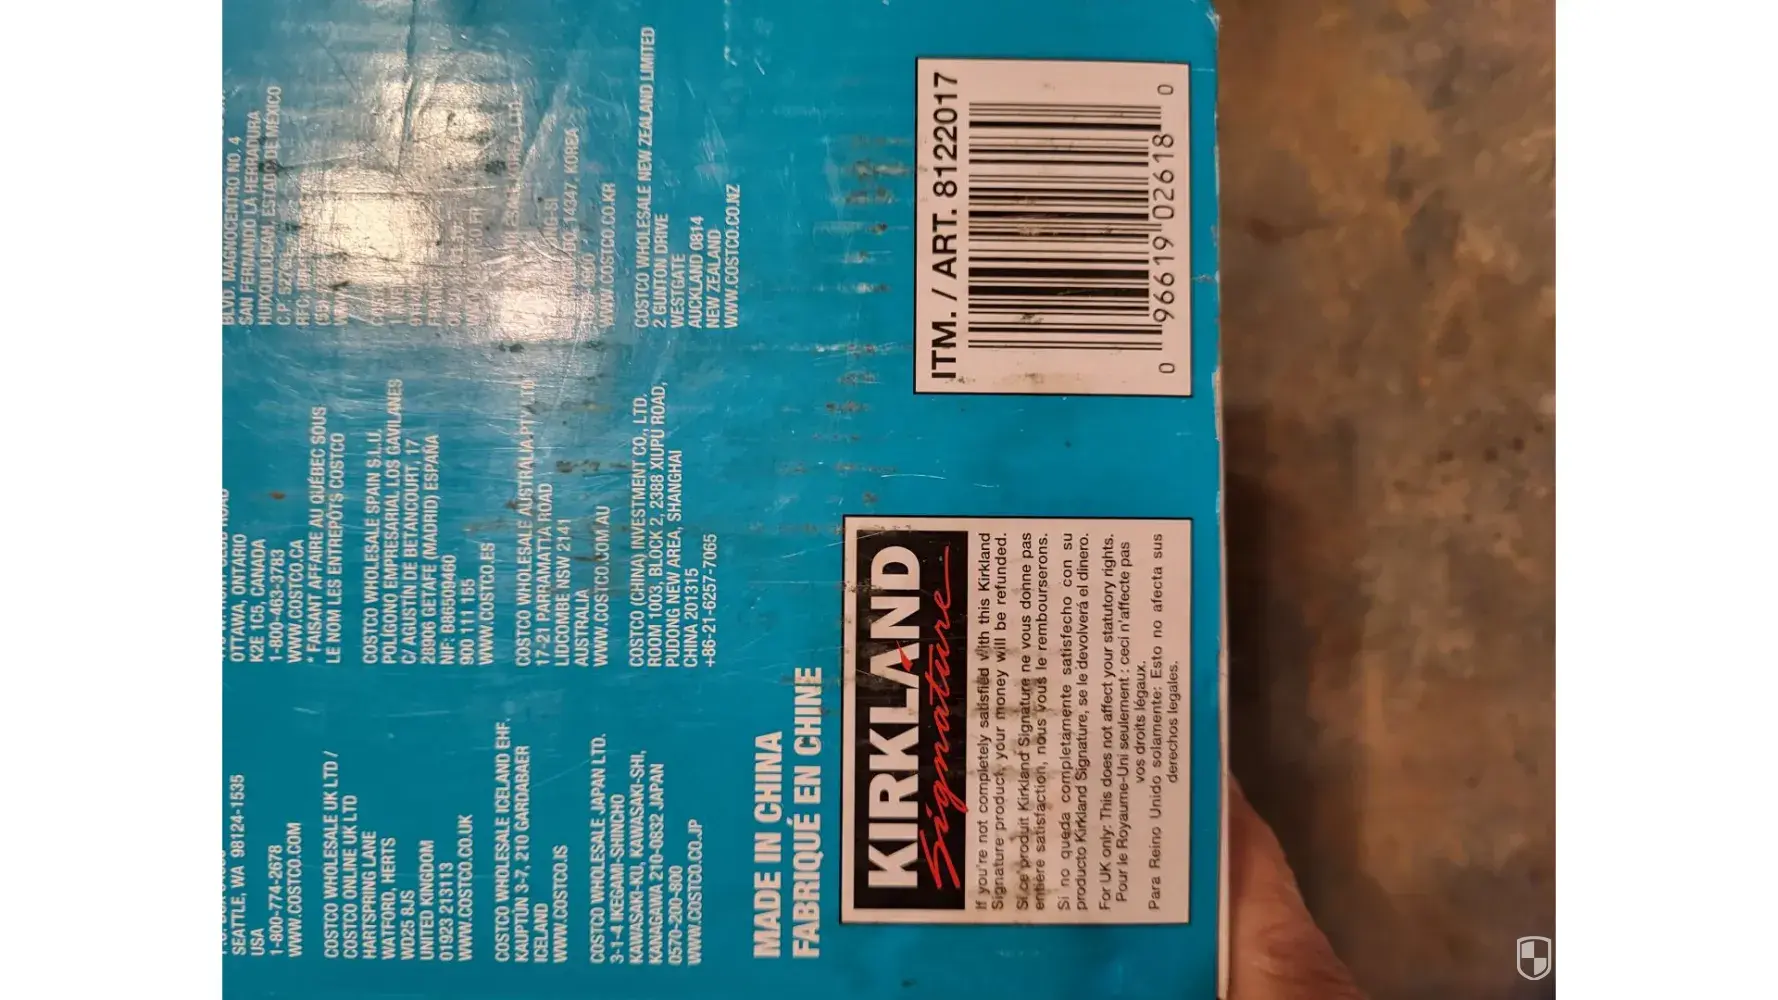 SEATTLE, WA 98124-1535
USA
1-800-774-2678
WWW.COSTCO.COM
COSTCO WHOLESALE UK LTD /
COSTCO ONLINE UK LTD
HARTSPRING LANE
WATFORD, HERTS
WD25 8JS
UNITED KINGDOM
01923 213113
WWW.COSTCO.CO.UK
COSTCO WHOLESALE ICELAND EHF.
KAUPTÚN 3-7, 210 GARDABAER
ICELAND
WWW.COSTCO.IS
COSTCO WHOLESALE JAPAN LTD.
3-1-4 IKEGAMI-SHINCHO
KAWASAKI-KU, KAWASAKI-SHI,
KANAGAWA 210-0832 JAPAN
0570-200-800
WWW.COSTCO.CO.JP
OTTAWA, ONTARIO
K2E 1C5, CANADA
1-800-463-3783
WWW.COSTCO.CA
* FAISANT AFFAIRE AU QUÉBEC SOUS
LE NOM LES ENTREPÔTS COSTCO
COSTCO WHOLESALE SPAIN S.L.U.
POLÍGONO EMPRESARIAL LOS GAVILANES
C/ AGUSTÍN DE BETANCOURT, 17
28906 GETAFE (MADRID) ESPAÑA
NIF: B86509460
900 111 155
WWW.COSTCO.ES
COSTCO WHOLESALE AUSTRALIA PTY LTD
17-21 PARRAMATTA ROAD
LIDCOMBE NSW 2141
AUSTRALIA
WWW.COSTCO.COM.AU
COSTCO (CHINA) INVESTMENT CO., LTD.
ROOM 1003, BLOCK 2, 2388 XIUPU ROAD,
PUDONG NEW AREA, SHANGHAI
CHINA 201315
+86-21-6257-7065
BLVD. MAGNOCENTRO NO. 4
SAN FERNANDO LA HERRADURA
HUIXQUILUCAN, ESTADO DE MÉXICO
14347, KOREA
WWW.COSTCO.CO.KR
COSTCO WHOLESALE NEW ZEALAND LIMITED
2 GUNTON DRIVE
WESTGATE
AUCKLAND 0814
NEW ZEALAND
WWW.COSTCO.CO.NZ
MADE IN CHINA
FABRIQUÉ EN CHINE
KIRKLAND
Signature
If you're not completely satisfied with this Kirkland
Signature product, your money will be refunded.
Si ce produit Kirkland Signature ne vous donne pas
entière satisfaction, nous vous le rembourserons.
Si no queda completamente satisfecho con su
producto Kirkland Signature, se le devolverá el dinero.
For UK only: This does not affect your statutory rights.
Pour le Royaume-Uni seulement : ceci n'affecte pas
vos droits légaux.
Para Reino Unido solamente: Esto no afecta sus
derechos legales.
ITM. / ART. 8122017
0 96619 02618 0